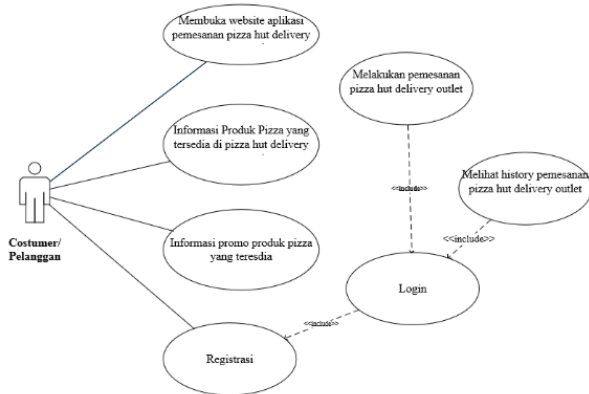 Membuka website aplikasi
pemesanan pizza hut delivery
Melakukan pemesanan
pizza hut delivery outlet
Informasi Produk Pizza yang
tersedia di pizza hut delivery
<<include>>
Melihat history pemesanan
pizza hut delivery outlet
Costumer/
Pelanggan
Informasi promo produk pizza
yang teresdia
<<include>>
Login
<<include>>
Registrasi